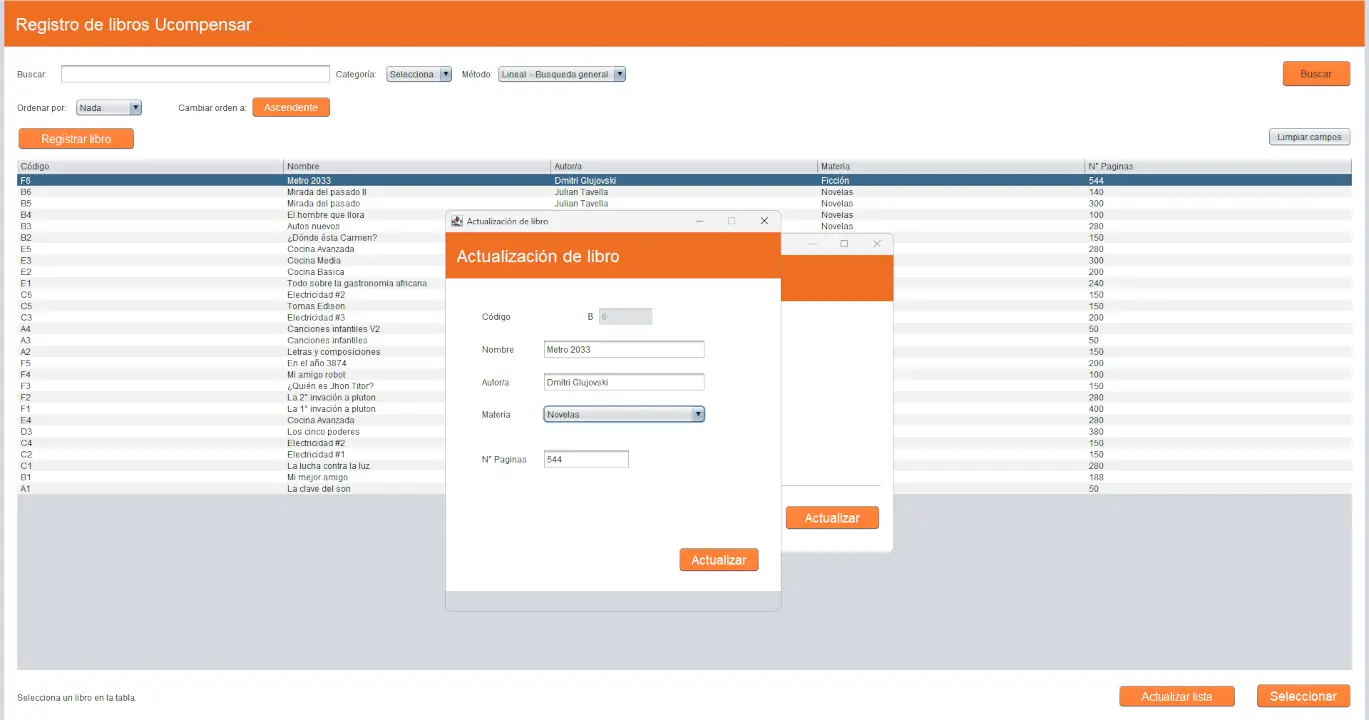 Registro de libros Ucompensar
Buscar: Categoría: Selecciona Método: Lineal - Busqueda general Buscar
Ordenar por: Nada Cambiar orden a: Ascendente
Registrar libro Limpiar campos
Código Nombre Autor/a Materia N° Paginas
F6 Metro 2033 Dmitri Glujovski Ficción 544
B6 Mirada del pasado II Julian Tavella Novelas 140
B5 Mirada del pasado Julian Tavella Novelas 300
B4 El hombre que llora Novelas 100
B3 Autos nuevos Novelas 280
B2 ¿Dónde ésta Carmen? 150
E5 Cocina Avanzada 280
E3 Cocina Media 300
E2 Cocina Basica 200
E1 Todo sobre la gastronomia africana 240
C6 Electricidad #2 150
C5 Tomas Edison 150
C3 Electricidad #3 200
A4 Canciones infantiles V2 50
A3 Canciones infantiles 50
A2 Letras y composiciones 150
F5 En el año 3874 200
F4 Mi amigo robot 100
F3 ¿Quién es Jhon Titor? 150
F2 La 2° invación a pluton 280
F1 La 1° invación a pluton 400
E4 Cocina Avanzada 280
D3 Los cinco poderes 380
C4 Electricidad #2 150
C2 Electricidad #1 150
C1 La lucha contra la luz 280
B1 Mi mejor amigo 188
A1 La clave del son 50
Actualización de libro
Actualización de libro
Código B 6
Nombre Metro 2033
Autor/a Dmitri Glujovski
Materia Novelas
N° Paginas 544
Actualizar
Actualizar
Selecciona un libro en la tabla. Actualizar lista Seleccionar